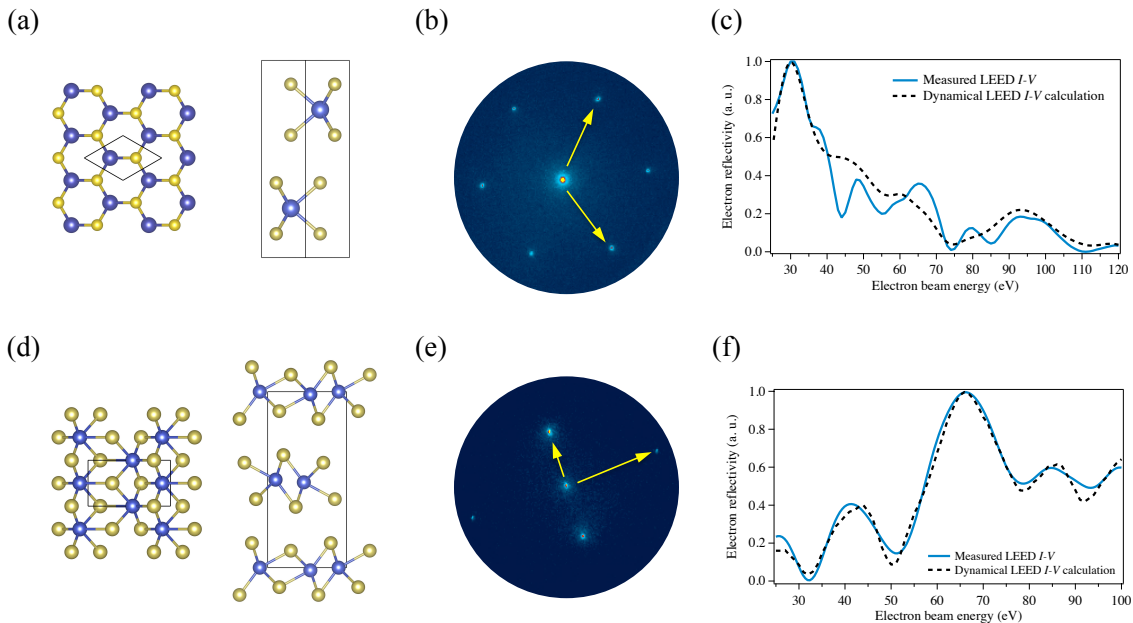 (a)
(b)
(c)
1.0
0.8
0.6
0.4
0.2
0.0
Electron reflectivity (a. u.)
Measured LEED I-V
Dynamical LEED I-V calculation
30 40 50 60 70 80 90 100 110 120
Electron beam energy (eV)
(d)
(e)
(f)
1.0
0.8
0.6
0.4
0.2
0.0
Electron reflectivity (a. u.)
Measured LEED I-V
Dynamical LEED I-V calculation
30 40 50 60 70 80 90 100
Electron beam energy (eV)